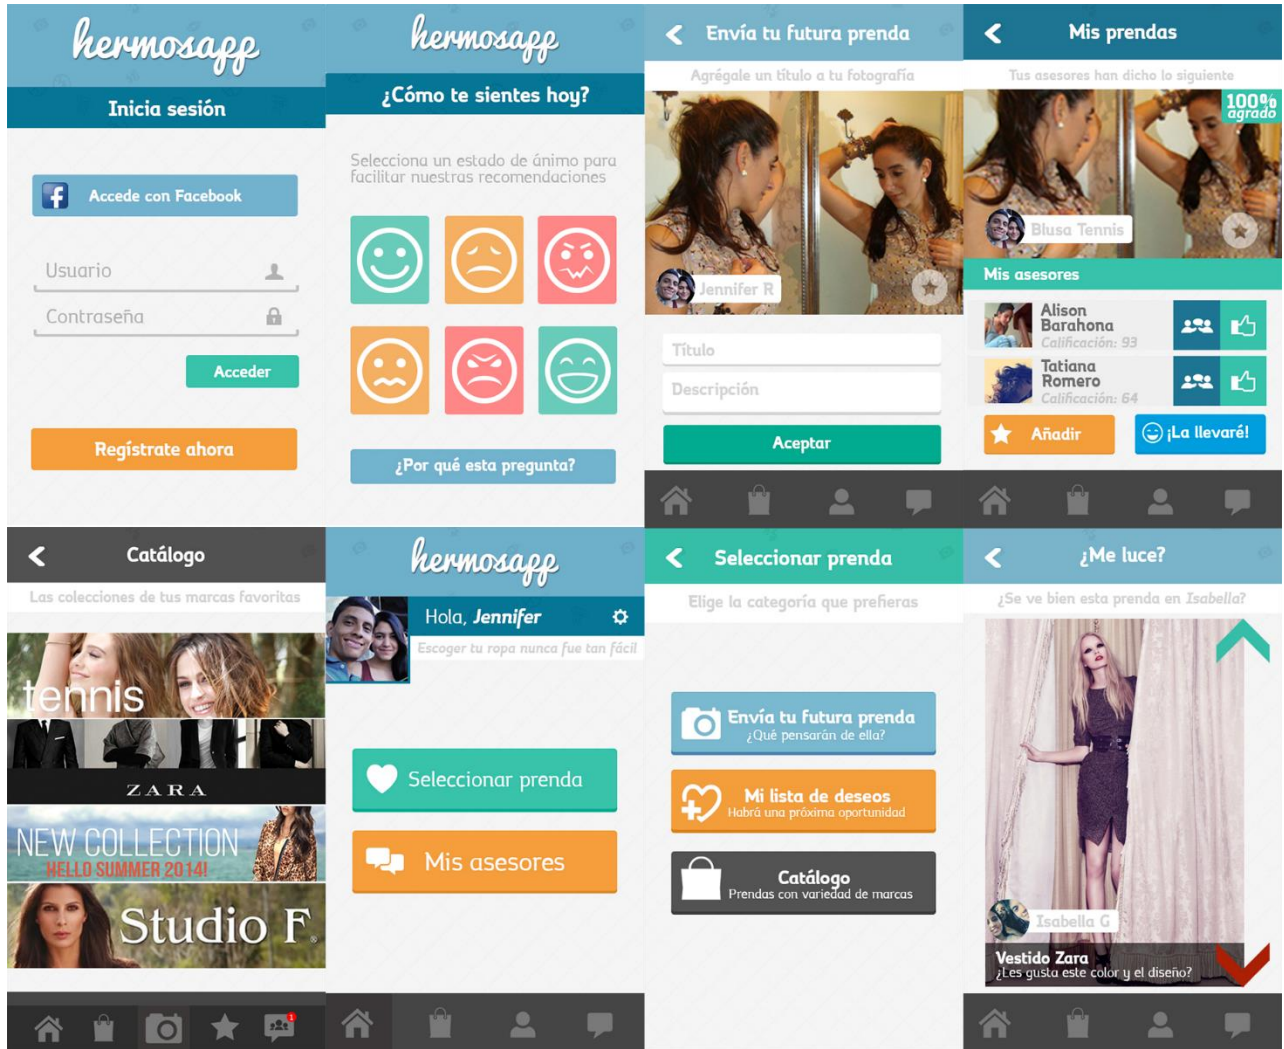 hermosapp
Inicia sesión
Accede con Facebook
Usuario
Contraseña
Acceder
Regístrate ahora
hermosapp
¿Cómo te sientes hoy?
Selecciona un estado de ánimo para
facilitar nuestras recomendaciones
¿Por qué esta pregunta?
Envía tu futura prenda
Agrégale un título a tu fotografía
Jennifer R
Título
Descripción
Aceptar
Mis prendas
Tus asesores han dicho lo siguiente
100%
agrado
Blusa Tennis
Mis asesores
Alison
Barahona
Calificación: 93
Tatiana
Romero
Calificación: 64
Añadir
¡La llevaré!
Catálogo
Las colecciones de tus marcas favoritas
tennis
ZARA
NEW COLLECTION
HELLO SUMMER 2014!
Studio F.
1
hermosapp
Hola, Jennifer
Escoger tu ropa nunca fue tan fácil
Seleccionar prenda
Mis asesores
Seleccionar prenda
Elige la categoría que prefieras
Envía tu futura prenda
¿Qué pensarán de ella?
Mi lista de deseos
Habrá una próxima oportunidad
Catálogo
Prendas con variedad de marcas
¿Me luce?
¿Se ve bien esta prenda en Isabella?
Isabella G
Vestido Zara
¿Les gusta este color y el diseño?